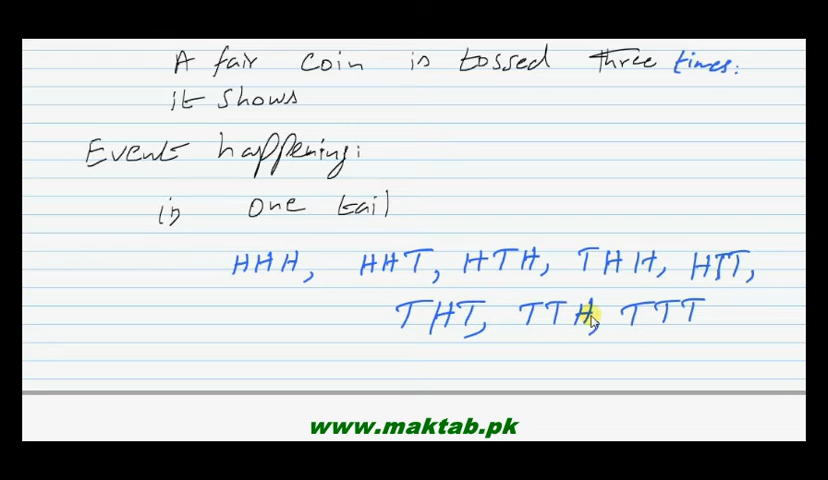 A fair coin is tossed three times.
it shows
Event happening:
i, one tail
HHH, HHT, HTH, THH, HTT,
THT, TTH, TTT
www.maktab.pk